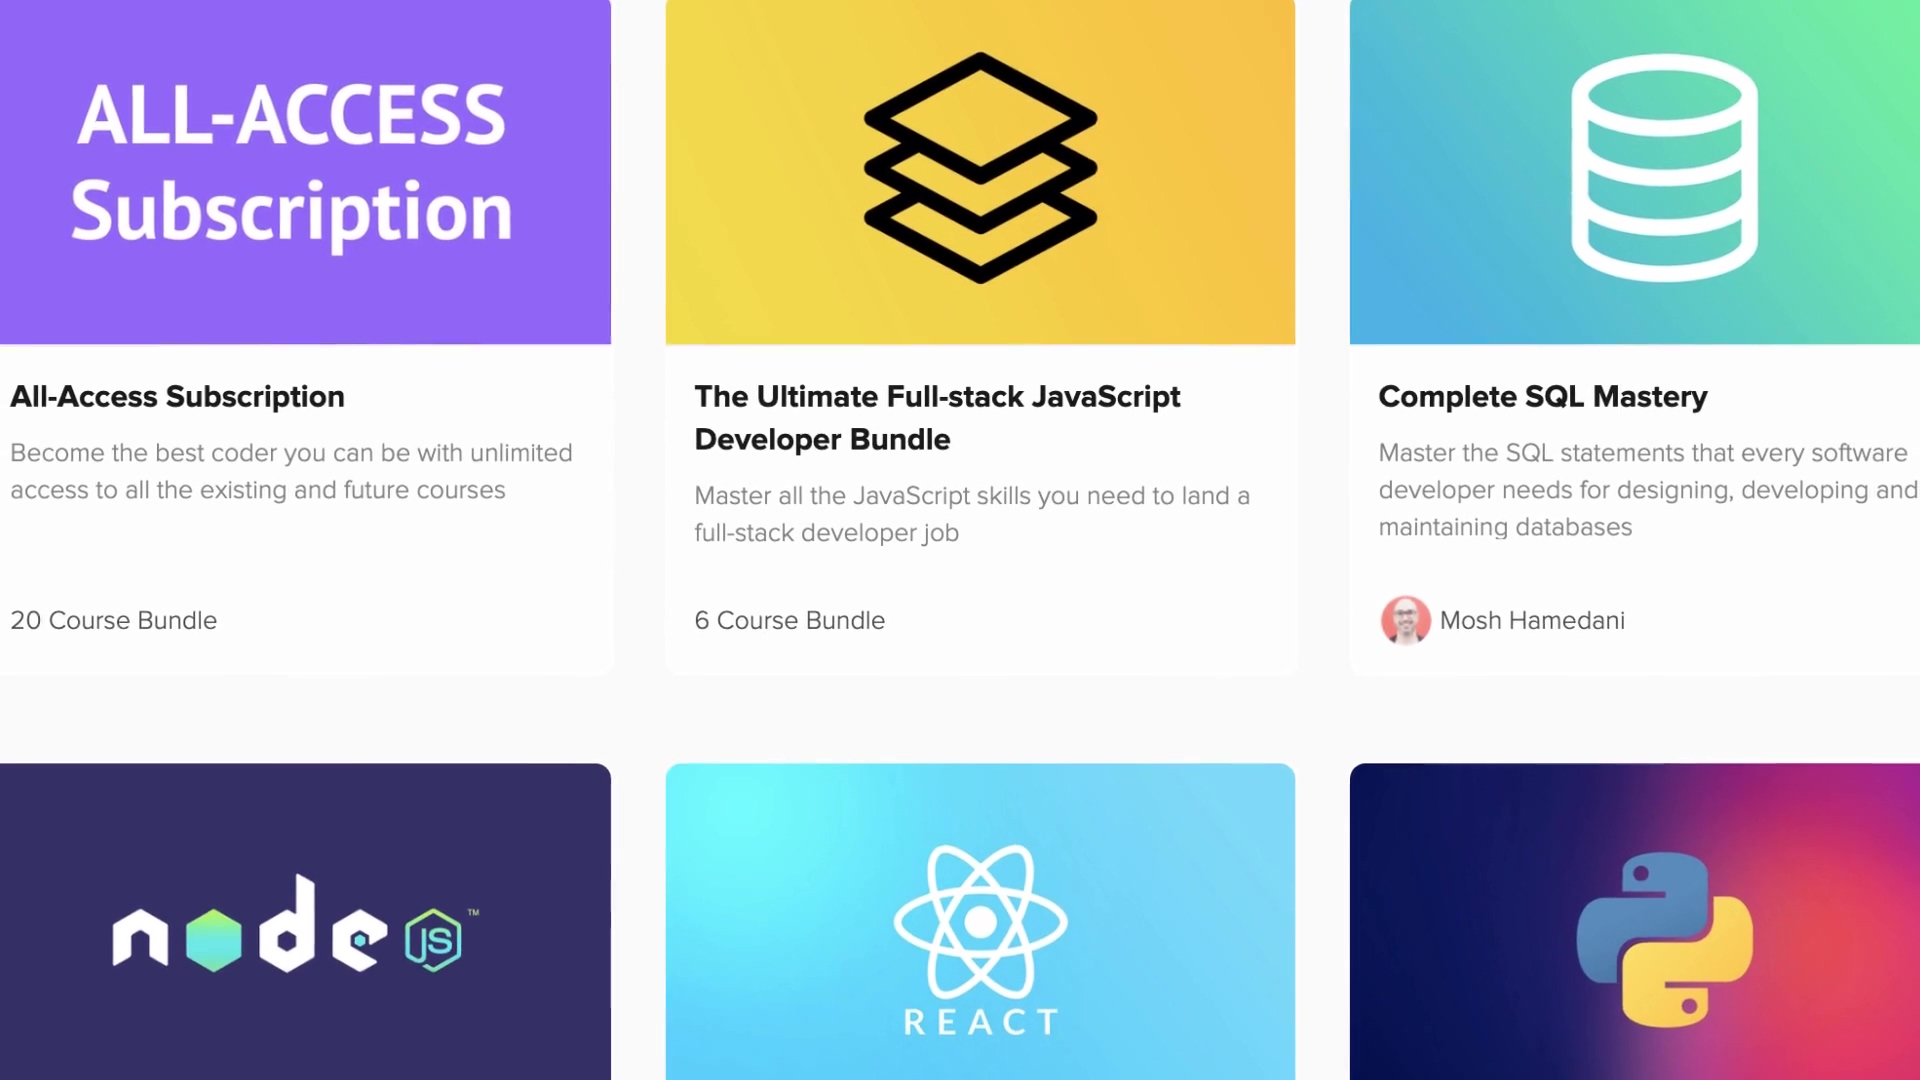 ALL-ACCESS
Subscription
All-Access Subscription
Become the best coder you can be with unlimited
access to all the existing and future courses
20 Course Bundle
The Ultimate Full-stack JavaScript
Developer Bundle
Master all the JavaScript skills you need to land a
full-stack developer job
6 Course Bundle
Complete SQL Mastery
Master the SQL statements that every software
developer needs for designing, developing and
maintaining databases
Mosh Hamedani
node JS ™
REACT